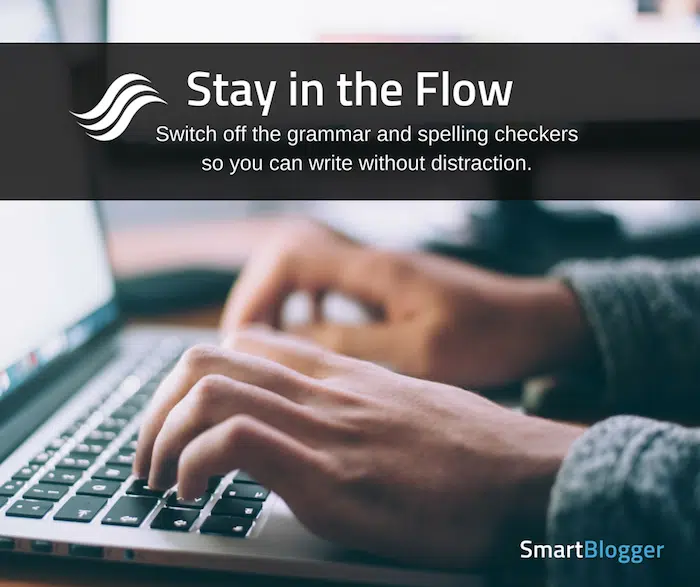 Stay in the Flow
Switch off the grammar and spelling checkers
so you can write without distraction.
SmartBlogger